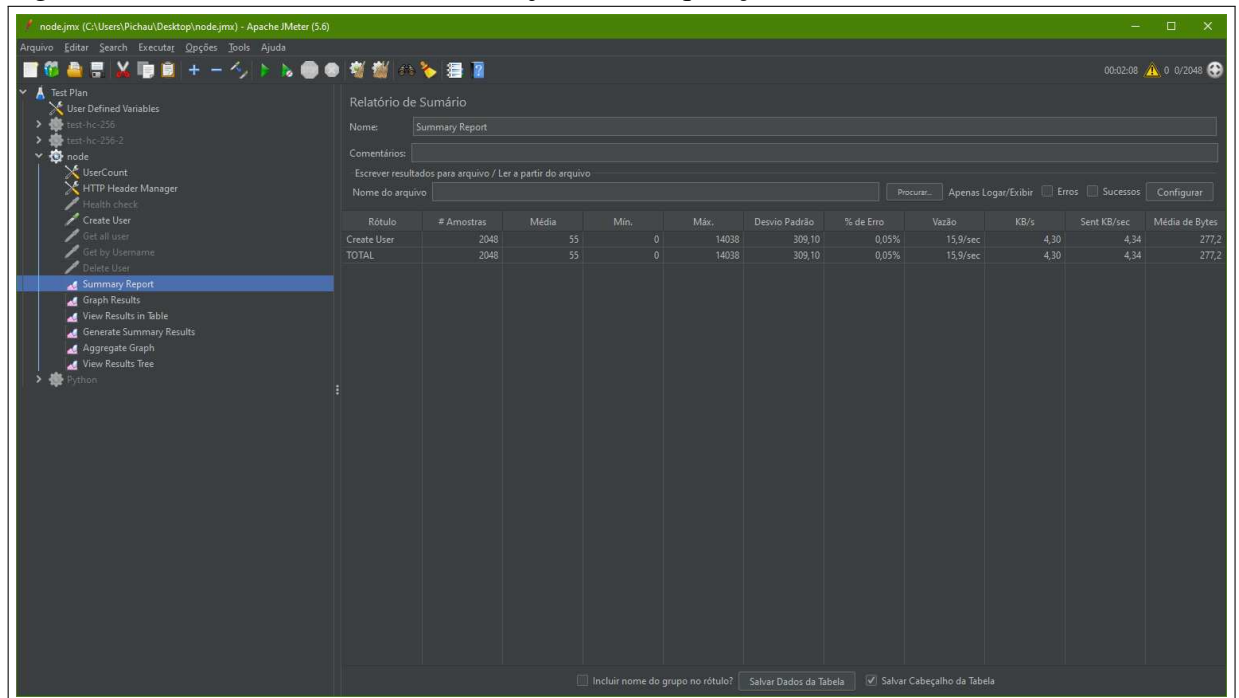 node.jmx (C:\Users\Pichau\Desktop\node.jmx) - Apache JMeter (5.6)
Arquivo Editar Search Executar Opções Tools Ajuda
00:02:08 0 0/2048
Test Plan
User Defined Variables
test-hc-256
test-hc-256-2
node
UserCount
HTTP Header Manager
Health check
Create User
Get all user
Get by Username
Delete User
Summary Report
Graph Results
View Results in Table
Generate Summary Results
Aggregate Graph
View Results Tree
Python
Relatório de Sumário
Nome: Summary Report
Comentários:
Escrever resultados para arquivo / Ler a partir do arquivo
Nome do arquivo Procurar... Apenas Logar/Exibir Erros Sucessos Configurar
Rótulo # Amostras Média Mín. Máx. Desvio Padrão % de Erro Vazão KB/s Sent KB/sec Média de Bytes
Create User 2048 55 0 14038 309,10 0,05% 15,9/sec 4,30 4,34 277,2
TOTAL 2048 55 0 14038 309,10 0,05% 15,9/sec 4,30 4,34 277,2
Incluir nome do grupo no rótulo? Salvar Dados da Tabela Salvar Cabeçalho da Tabela